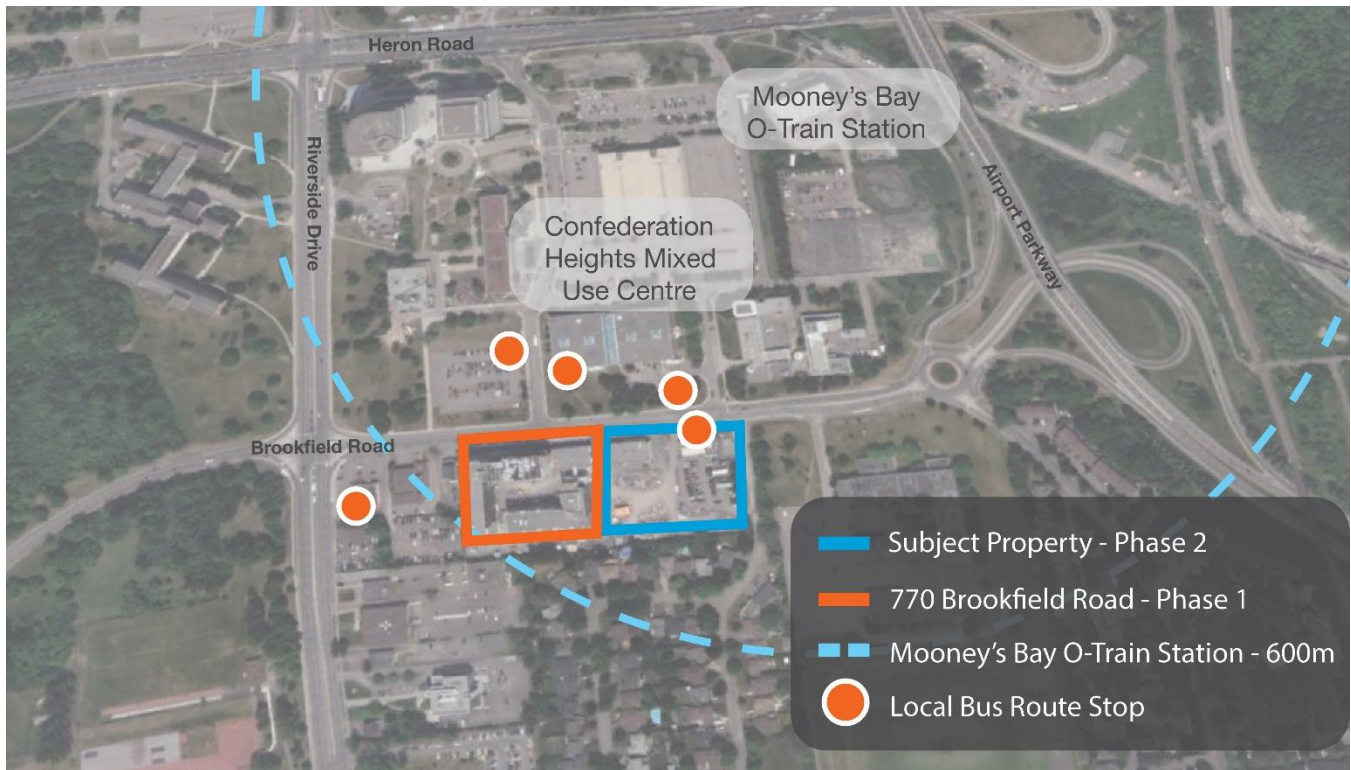 Heron Road
Mooney's Bay
O-Train Station
Riverside Drive
Airport Parkway
Confederation
Heights Mixed
Use Centre
Brookfield Road
Subject Property - Phase 2
770 Brookfield Road - Phase 1
Mooney's Bay O-Train Station - 600m
Local Bus Route Stop